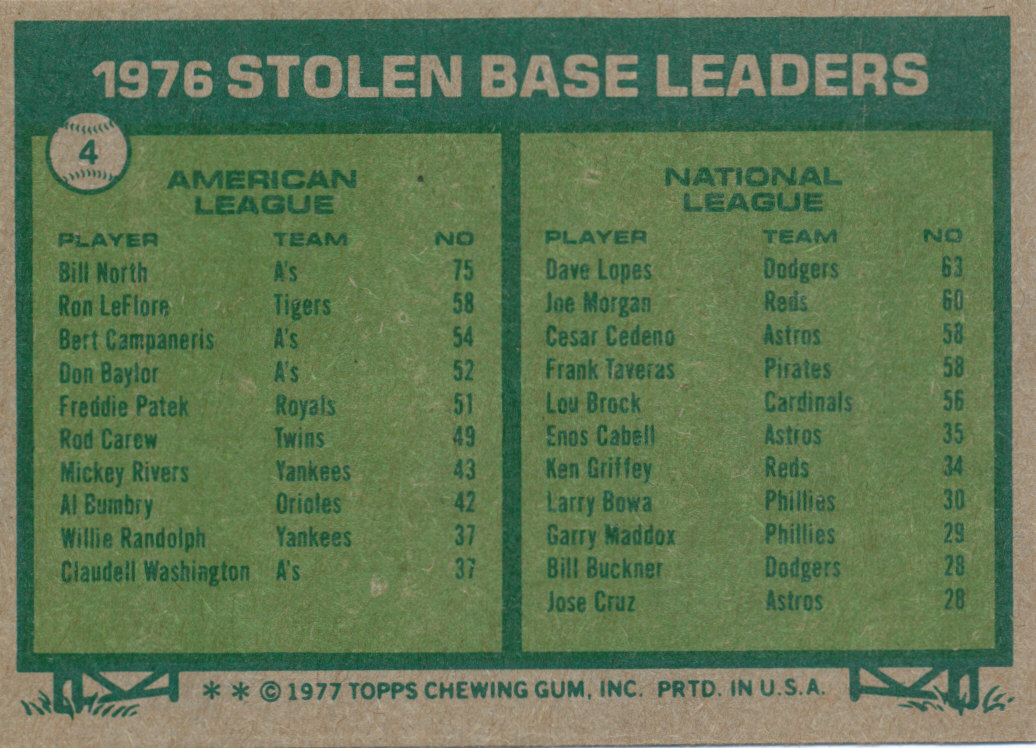 1976 STOLEN BASE LEADERS
4
AMERICAN
LEAGUE
PLAYER TEAM NO
Bill North A's 75
Ron LeFlore Tigers 58
Bert Campaneris A's 54
Don Baylor A's 52
Freddie Patek Royals 51
Rod Carew Twins 49
Mickey Rivers Yankees 43
Al Bumbry Orioles 42
Willie Randolph Yankees 37
Claudell Washington A's 37
NATIONAL
LEAGUE
PLAYER TEAM NO
Dave Lopes Dodgers 63
Joe Morgan Reds 60
Cesar Cedeno Astros 58
Frank Taveras Pirates 58
Lou Brock Cardinals 56
Enos Cabell Astros 35
Ken Griffey Reds 34
Larry Bowa Phillies 30
Garry Maddox Phillies 29
Bill Buckner Dodgers 28
Jose Cruz Astros 28
* * © 1977 TOPPS CHEWING GUM, INC. PRTD. IN U.S.A.